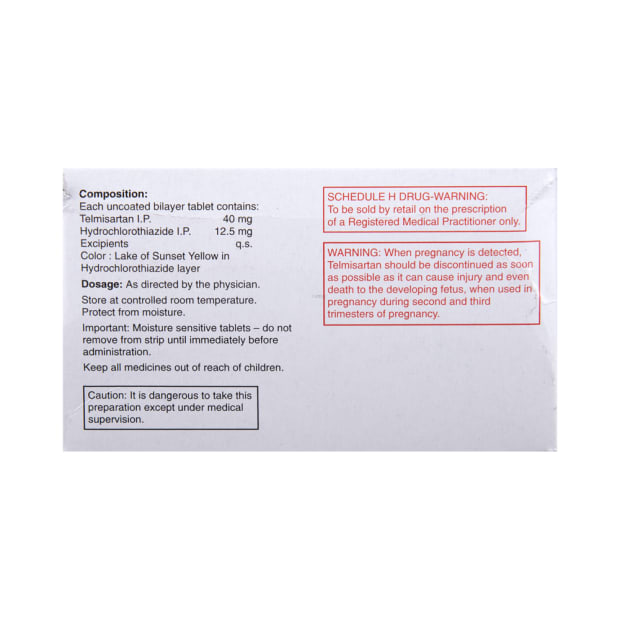 Composition:
Each uncoated bilayer tablet contains:
Telmisartan I.P. 40 mg
Hydrochlorothiazide I.P. 12.5 mg
Excipients q.s.
Color : Lake of Sunset Yellow in
Hydrochlorothiazide layer
Dosage: As directed by the physician.
Store at controlled room temperature.
Protect from moisture.
Important: Moisture sensitive tablets – do not
remove from strip until immediately before
administration.
Keep all medicines out of reach of children.
Caution: It is dangerous to take this
preparation except under medical
supervision.
SCHEDULE H DRUG-WARNING:
To be sold by retail on the prescription
of a Registered Medical Practitioner only.
WARNING: When pregnancy is detected,
Telmisartan should be discontinued as soon
as possible as it can cause injury and even
death to the developing fetus, when used in
pregnancy during second and third
trimesters of pregnancy.